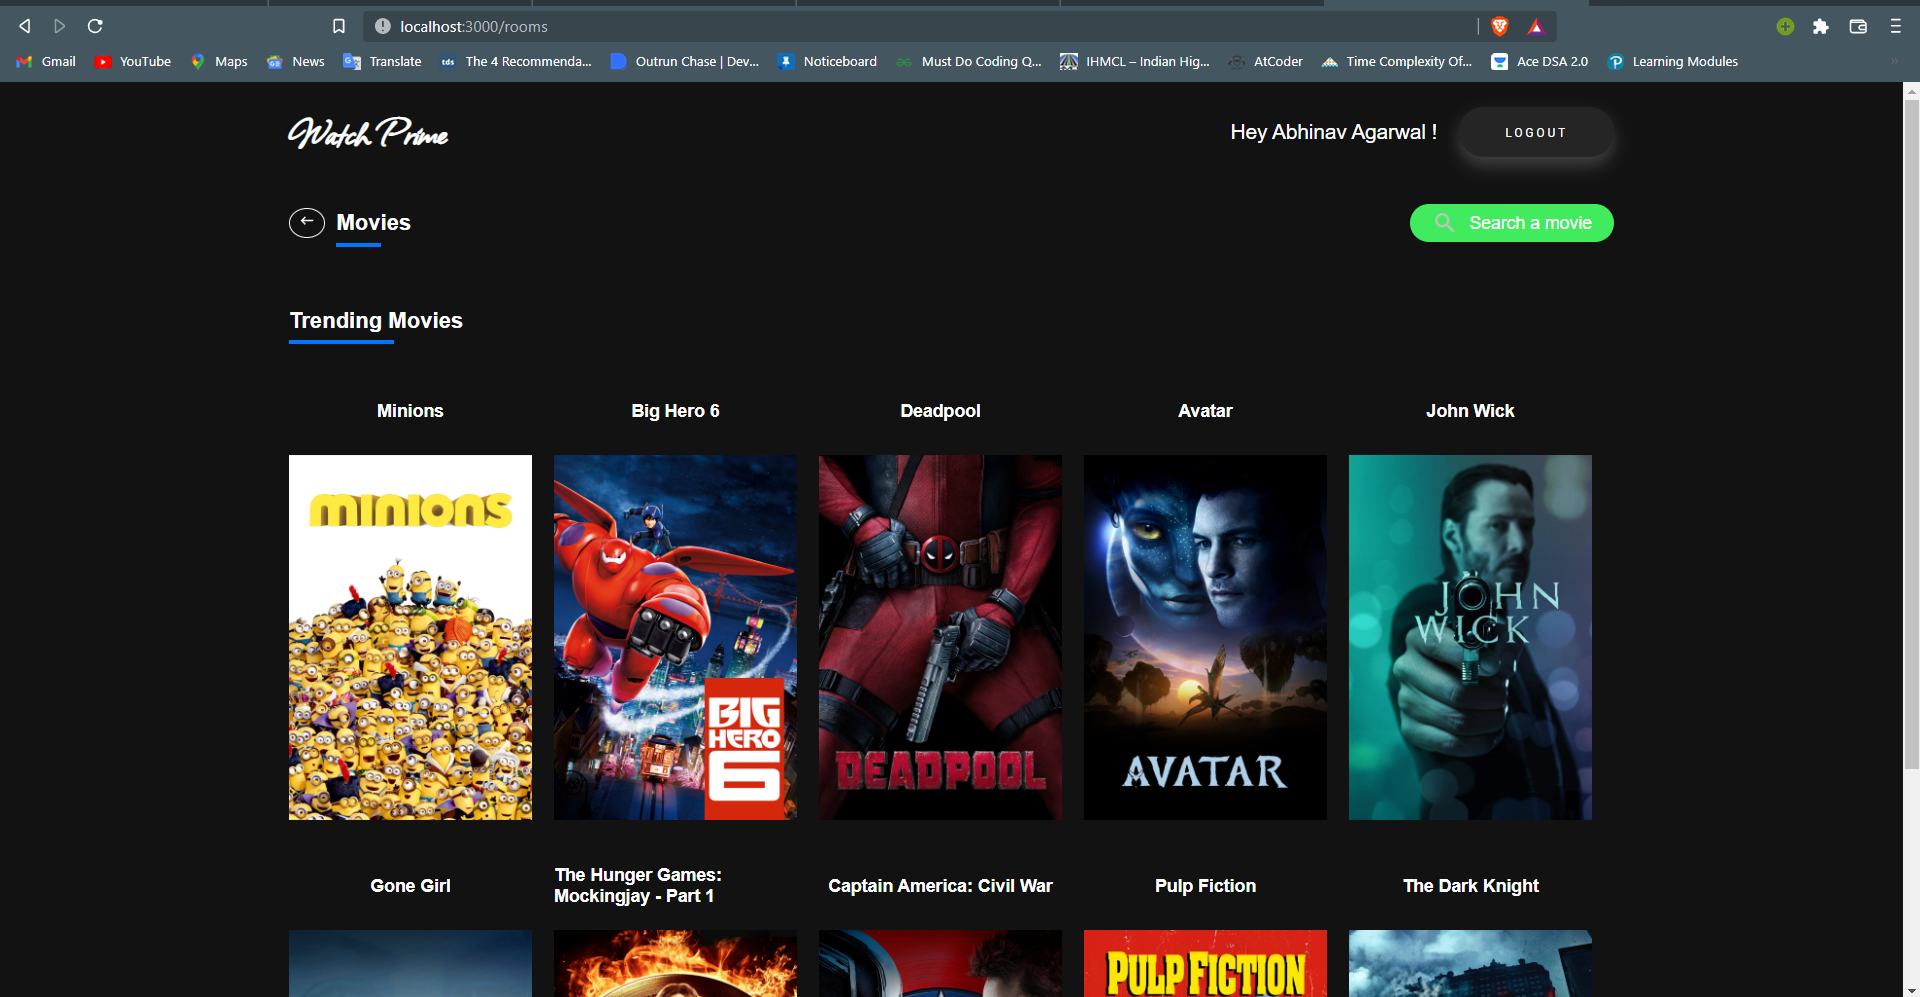 localhost:3000/rooms
Gmail YouTube Maps News Translate The 4 Recommenda... Outrun Chase | Dev... Noticeboard Must Do Coding Q... IHMCL – Indian Hig... AtCoder Time Complexity Of... Ace DSA 2.0 Learning Modules
Watch Prime
Hey Abhinav Agarwal !
LOGOUT
Movies
Search a movie
Trending Movies
Minions
Big Hero 6
Deadpool
Avatar
John Wick
MINIONS
BIG
HERO
6
DEADPOOL
AVATAR
JOHN
WICK
Gone Girl
The Hunger Games:
Mockingjay - Part 1
Captain America: Civil War
Pulp Fiction
The Dark Knight
PULP FICTION